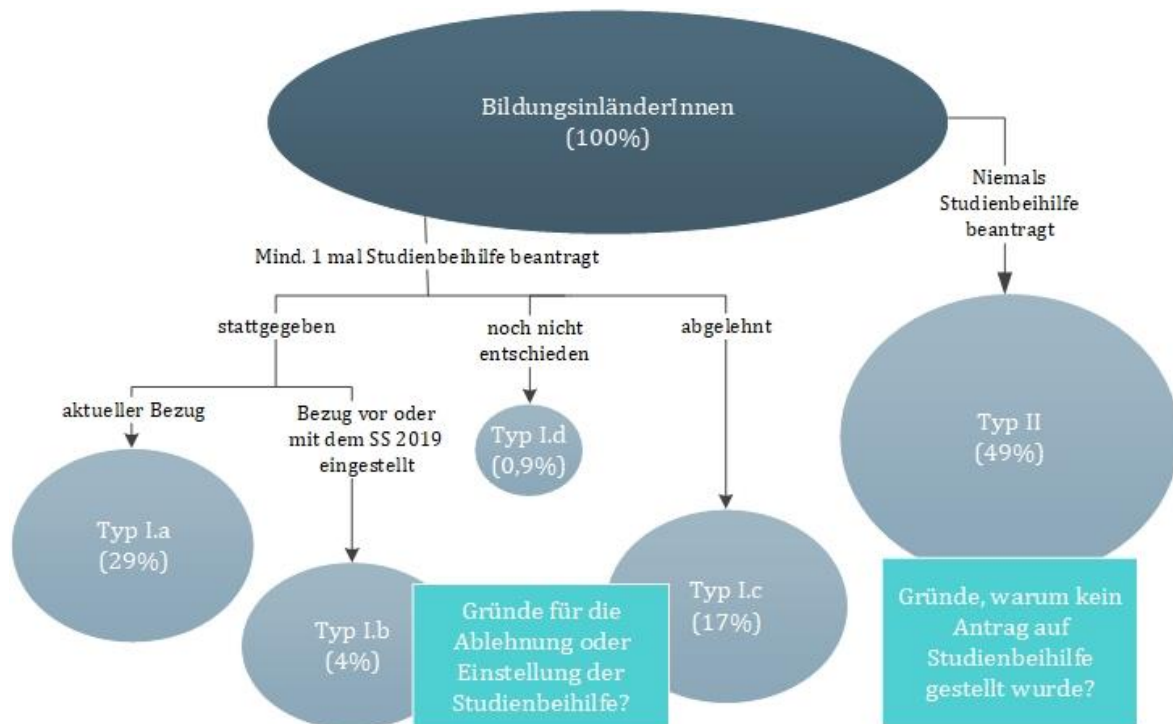 BildungsinländerInnen
(100%)
Niemals
Studienbeihilfe
beantragt
Mind. 1 mal Studienbeihilfe beantragt
stattgegeben
noch nicht
entschieden
abgelehnt
aktueller Bezug
Bezug vor oder
mit dem SS 2019
eingestellt
Typ I.d
(0,9%)
Typ II
(49%)
Typ I.a
(29%)
Typ I.b
(4%)
Gründe für die
Ablehnung oder
Einstellung der
Studienbeihilfe?
Typ I.c
(17%)
Gründe, warum kein
Antrag auf
Studienbeihilfe
gestellt wurde?